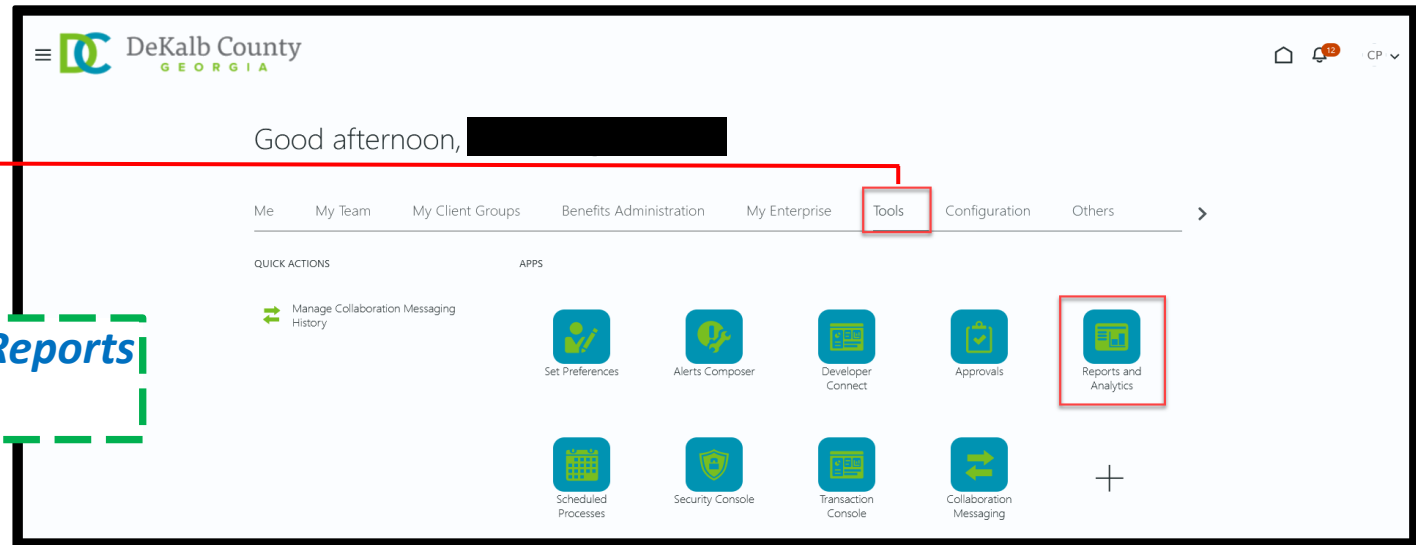 DeKalb County
GEORGIA
12
CP
Good afternoon,
Me My Team My Client Groups Benefits Administration My Enterprise Tools Configuration Others
QUICK ACTIONS
APPS
Manage Collaboration Messaging
History
Set Preferences
Alerts Composer
Developer
Connect
Approvals
Reports and
Analytics
Reports
Scheduled
Processes
Security Console
Transaction
Console
Collaboration
Messaging